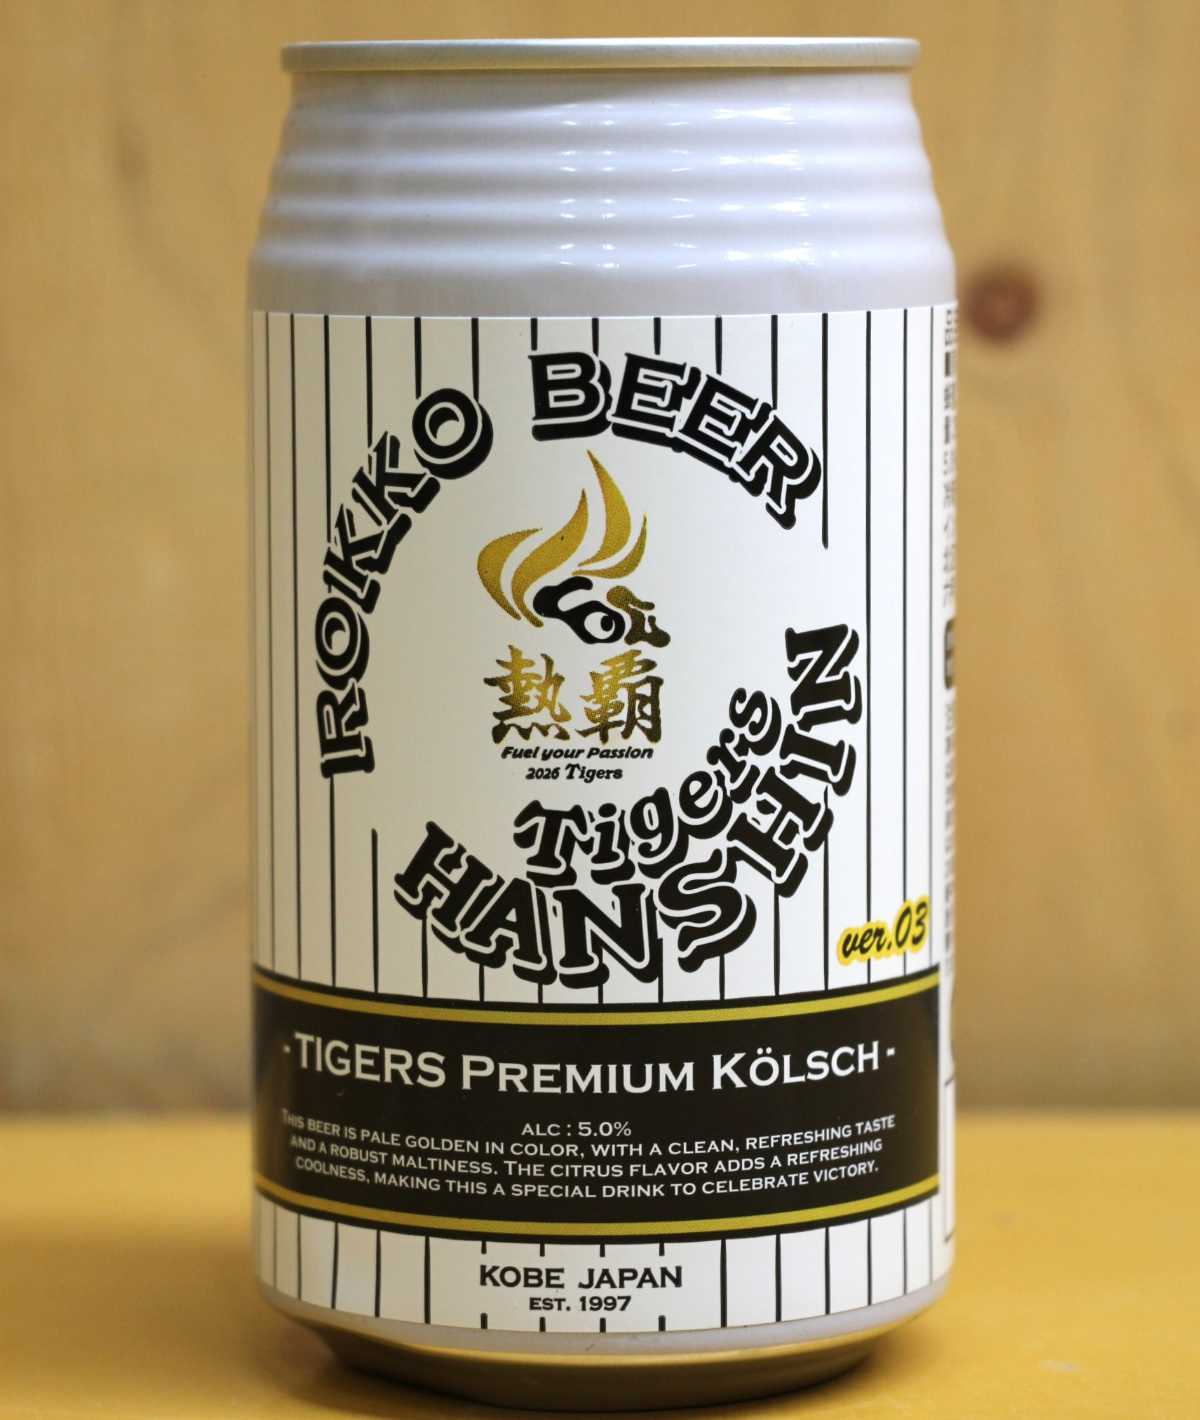 ROKKO BEER
熱覇
Fuel your Passion
2026 Tigers
Tigers
HANSHIN
ver.03
- TIGERS PREMIUM KÖLSCH -
ALC : 5.0%
THIS BEER IS PALE GOLDEN IN COLOR, WITH A CLEAN, REFRESHING TASTE
AND A ROBUST MALTINESS. THE CITRUS FLAVOR ADDS A REFRESHING
COOLNESS, MAKING THIS A SPECIAL DRINK TO CELEBRATE VICTORY.
KOBE JAPAN
EST. 1997